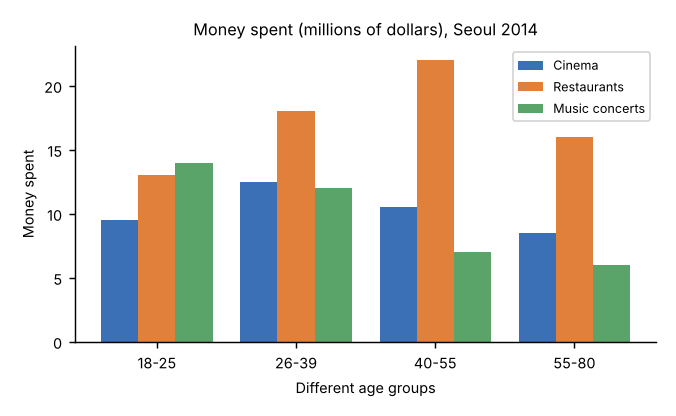 Money spent (millions of dollars), Seoul 2014
Cinema
Restaurants
Music concerts
Money spent
20
15
10
5
0
18-25 26-39 40-55 55-80
Different age groups